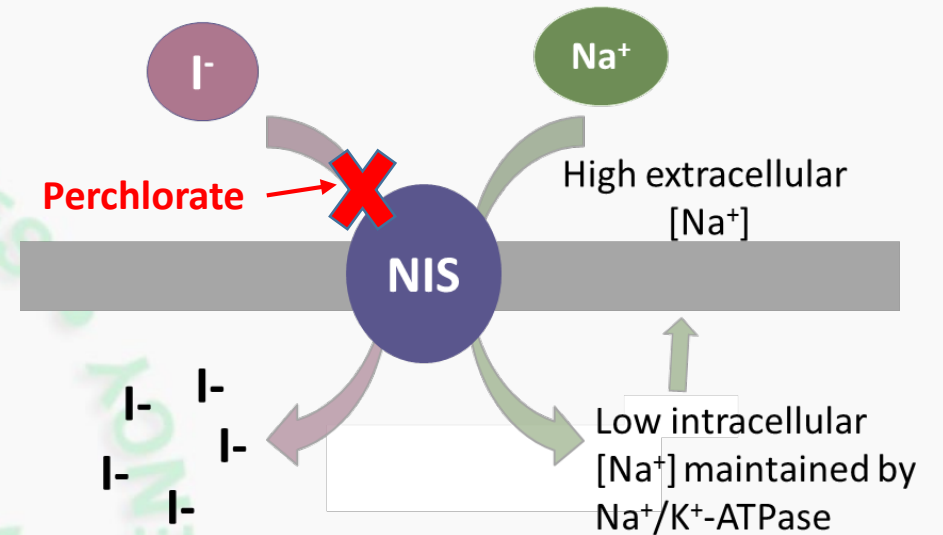 I⁻
Na⁺
Perchlorate
High extracellular
[Na⁺]
NIS
I-
I-
I-
I-
I-
Low intracellular
[Na⁺] maintained by
Na⁺/K⁺-ATPase